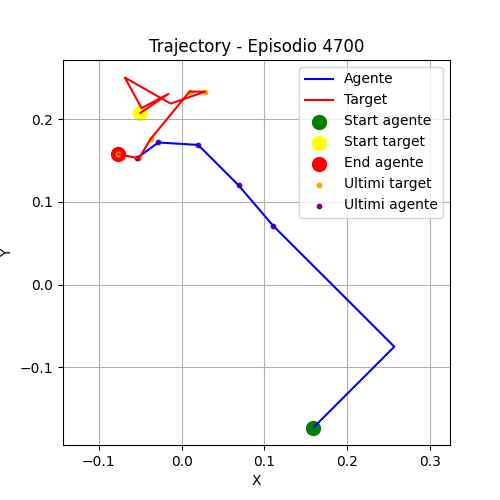 Trajectory - Episodio 4700
Agente
Target
Start agente
Start target
End agente
Ultimi target
Ultimi agente
Y
0.2
0.1
0.0
−0.1
−0.1
0.0
0.1
0.2
0.3
X